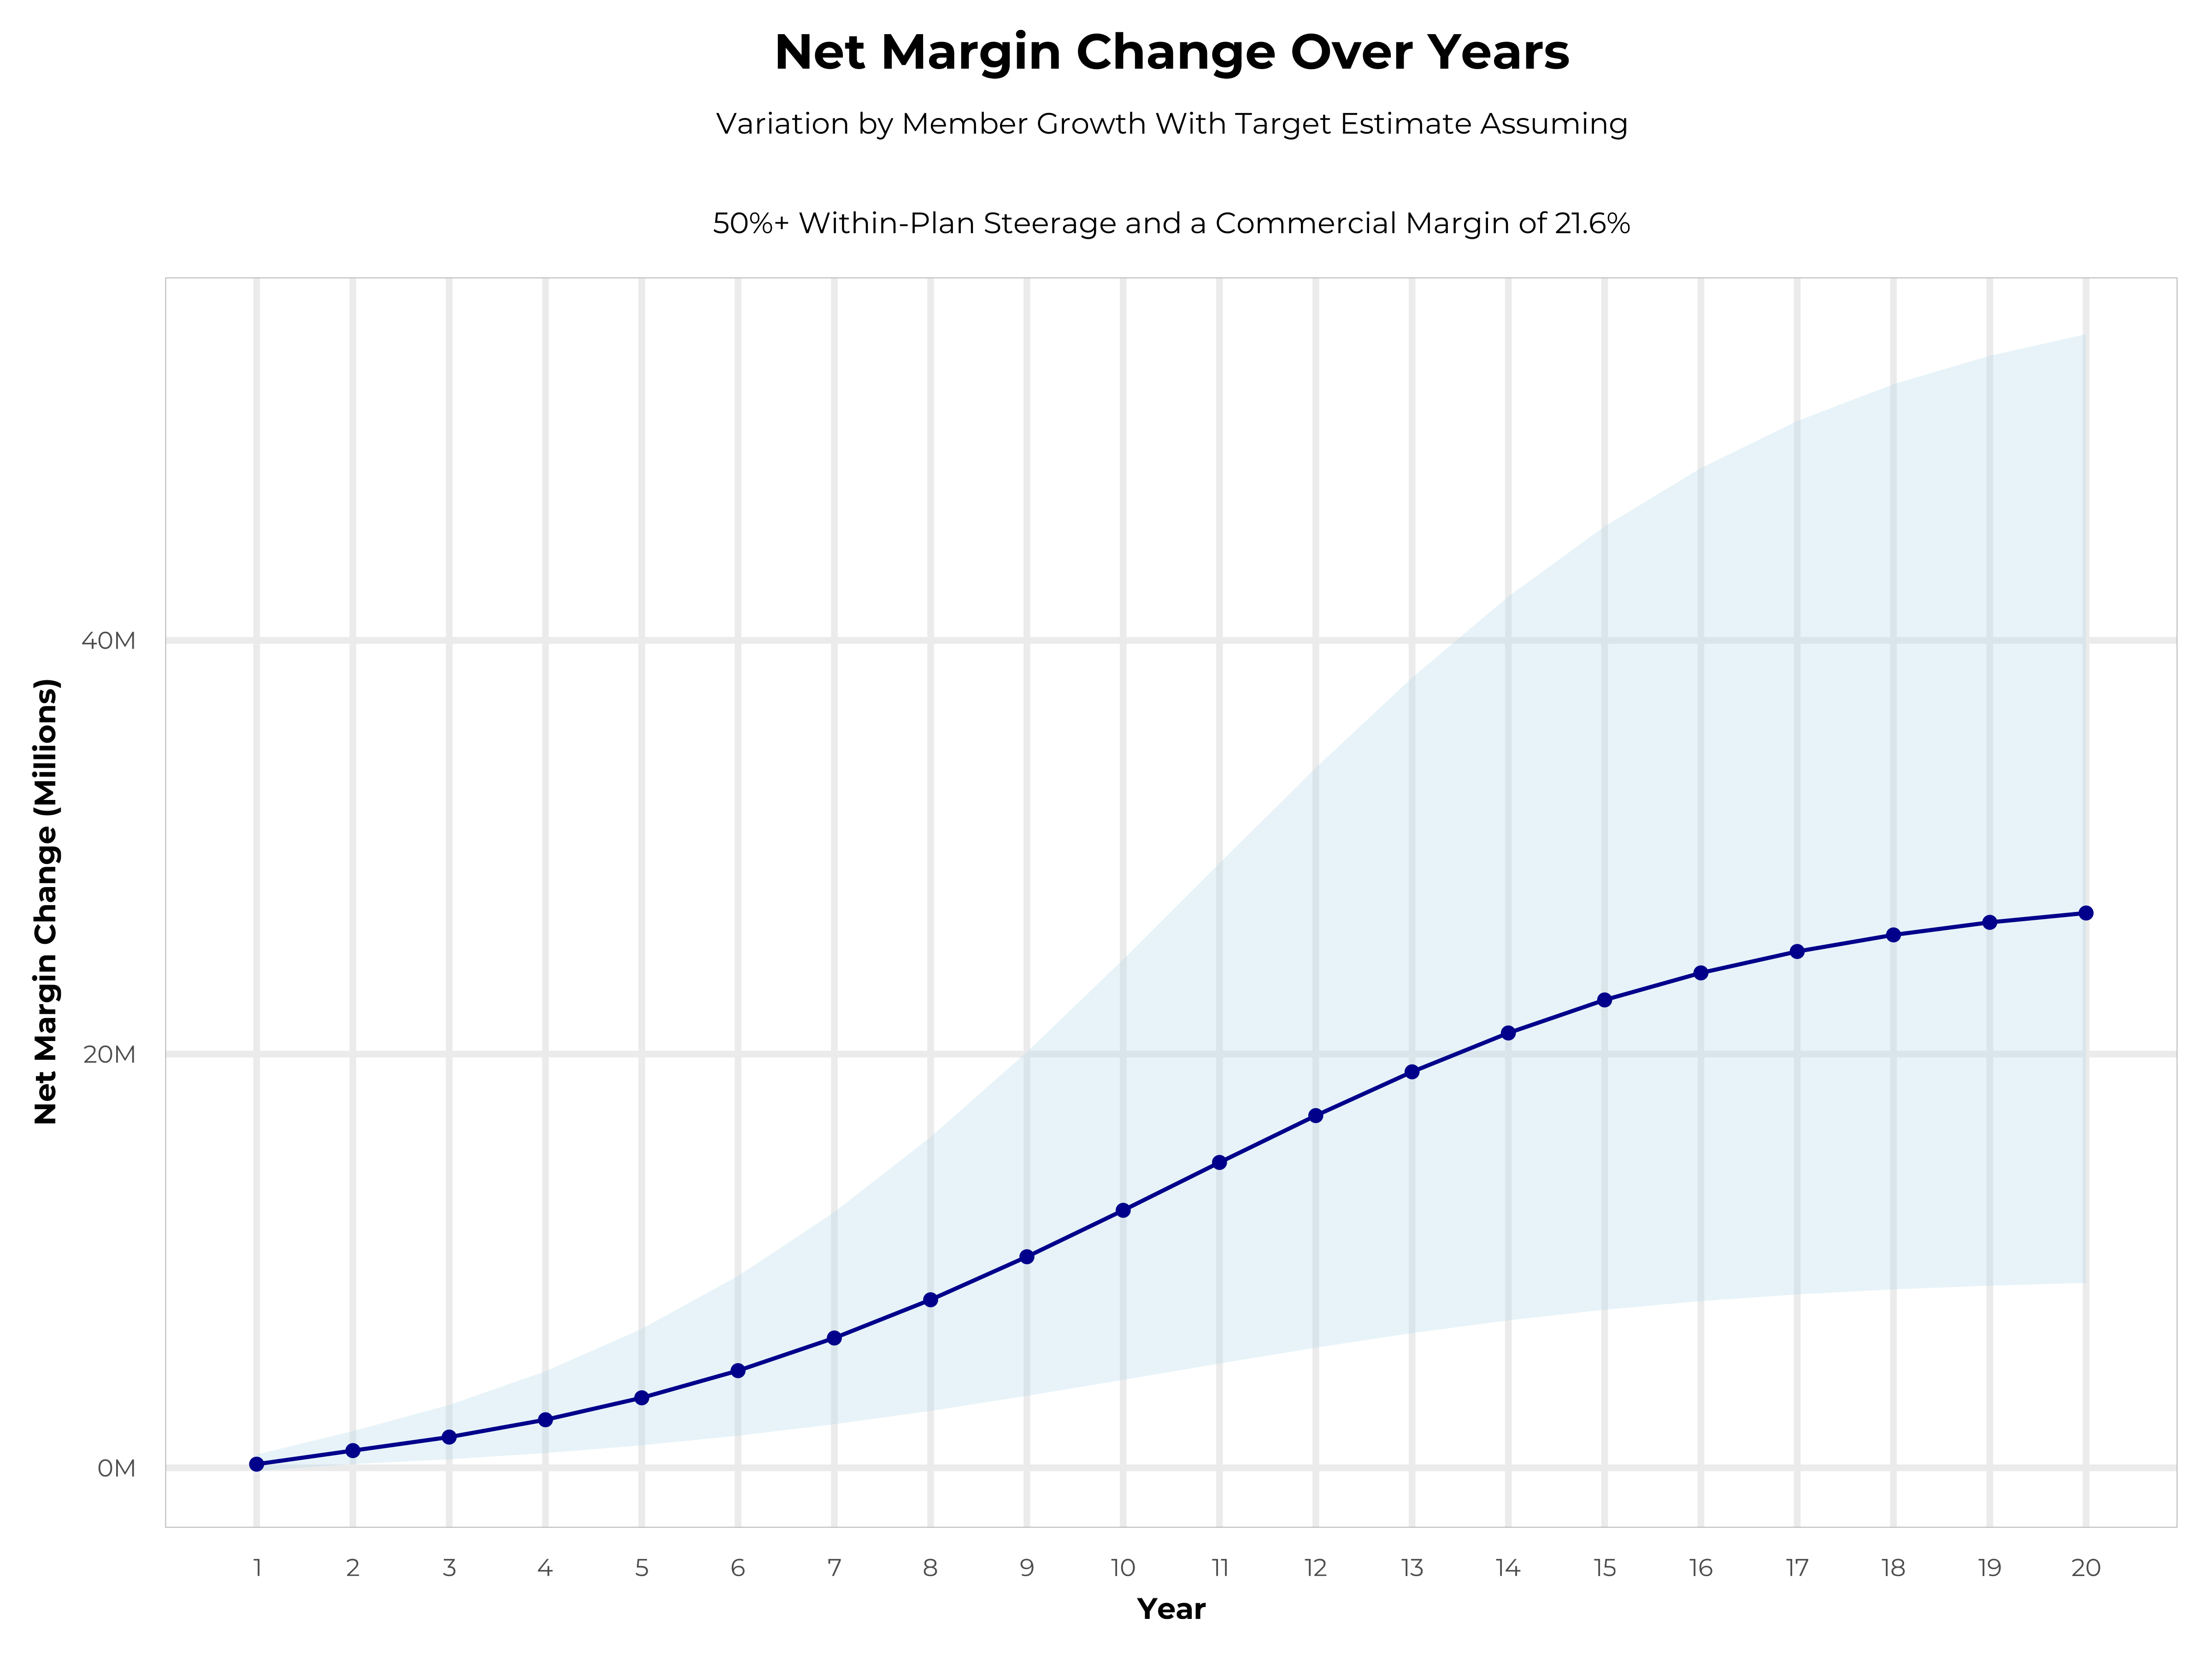 Net Margin Change Over Years
Variation by Member Growth With Target Estimate Assuming
50%+ Within-Plan Steerage and a Commercial Margin of 21.6%
Net Margin Change (Millions)
40M
20M
0M
1 2 3 4 5 6 7 8 9 10 11 12 13 14 15 16 17 18 19 20
Year